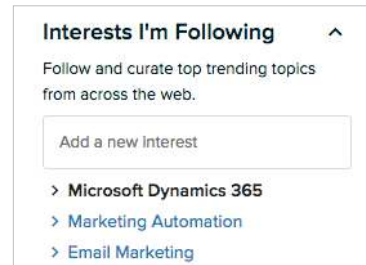 Interests I'm Following
Follow and curate top trending topics
from across the web.
Add a new interest
Microsoft Dynamics 365
Marketing Automation
Email Marketing